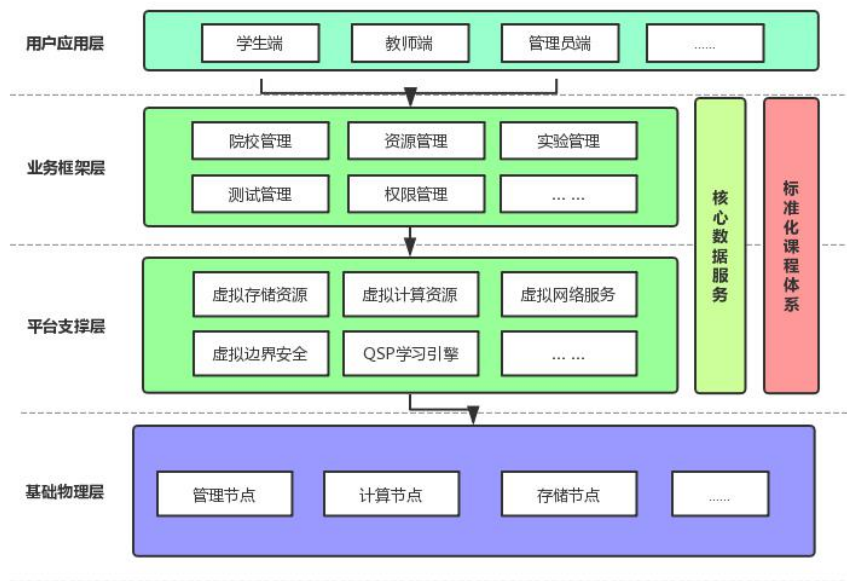 用户应用层
学生端
教师端
管理员端
......
业务框架层
院校管理
资源管理
实验管理
测试管理
权限管理
... ...
核心数据服务
标准化课程体系
平台支撑层
虚拟存储资源
虚拟计算资源
虚拟网络服务
虚拟边界安全
QSP学习引擎
... ...
基础物理层
管理节点
计算节点
存储节点
......